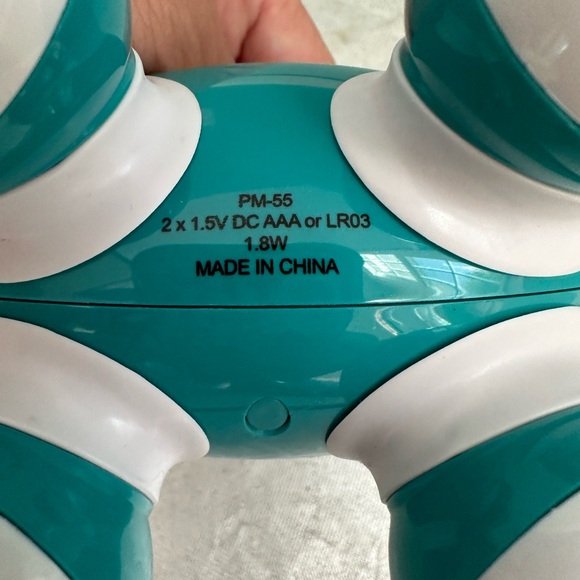 PM-55
2 x 1.5V DC AAA or LR03
1.8W
MADE IN CHINA